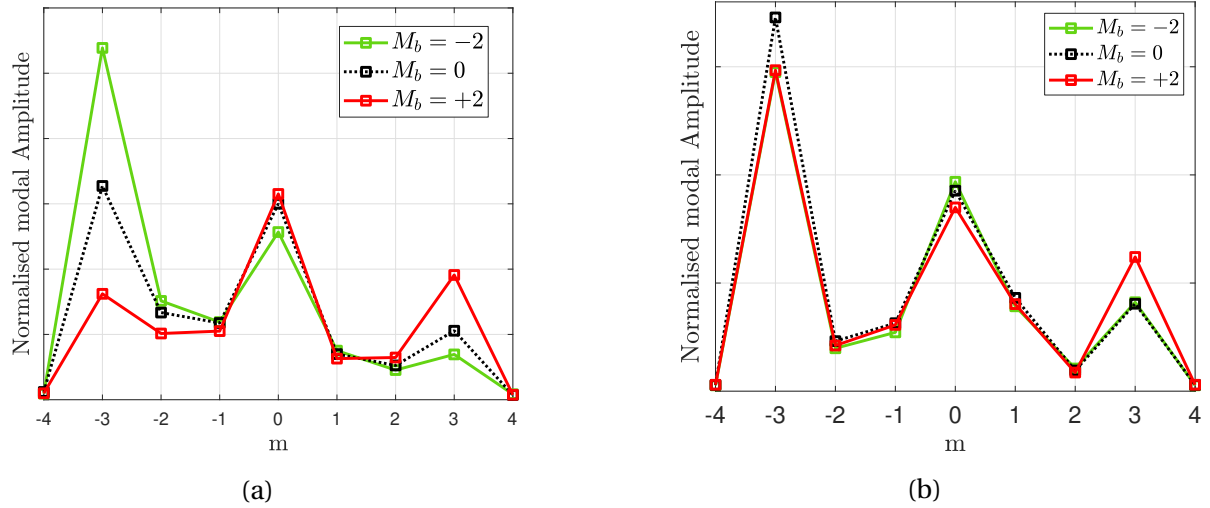 Normalised modal Amplitude
M_b = −2
M_b = 0
M_b = +2
-4 -3 -2 -1 0 1 2 3 4
m
(a)
Normalised modal Amplitude
M_b = −2
M_b = 0
M_b = +2
-4 -3 -2 -1 0 1 2 3 4
m
(b)